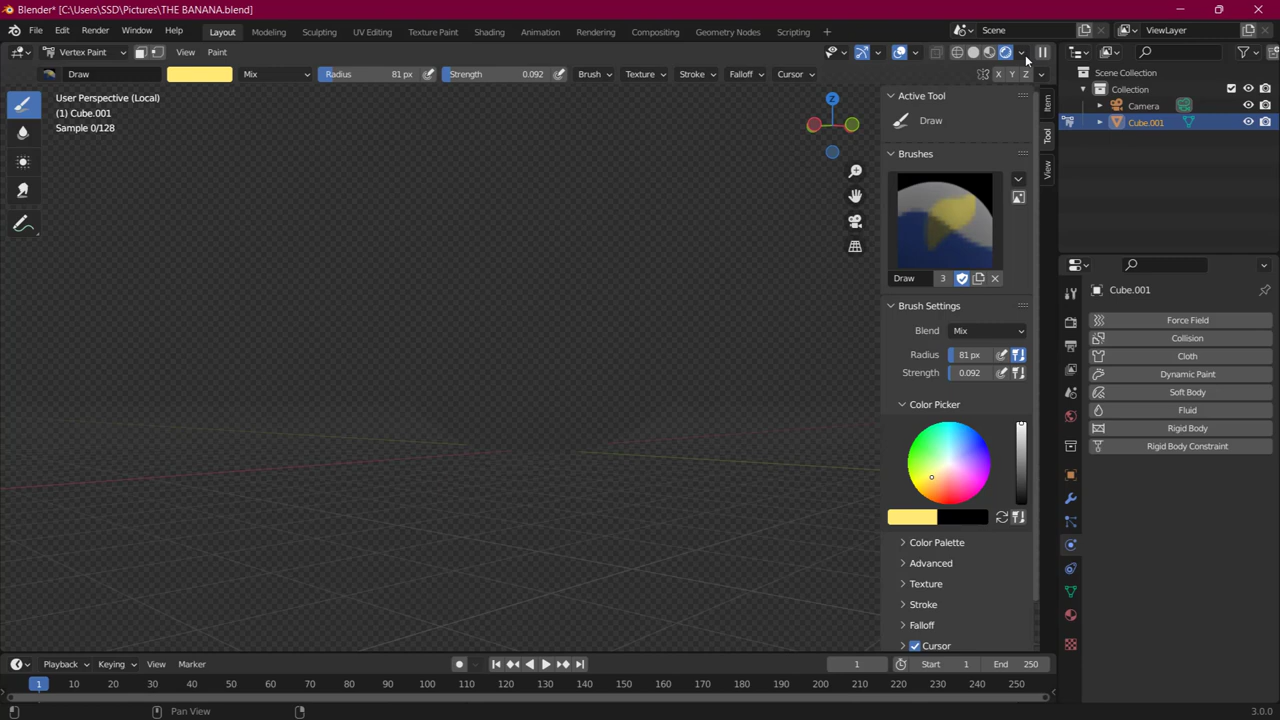 Blender* [C:\Users\SSD\Pictures\THE BANANA.blend]
File Edit Render Window Help Layout Modeling Sculpting UV Editing Texture Paint Shading Animation Rendering Compositing Geometry Nodes Scripting Scene ViewLayer
Vertex Paint View Paint
Draw Mix Radius 81 px Strength 0.092 Brush Texture Stroke Falloff Cursor X Y Z
User Perspective (Local)
(1) Cube.001
Sample 0/128
Z
Active Tool
Draw
Brushes
Draw 3
Brush Settings
Blend Mix
Radius 81 px
Strength 0.092
Color Picker
Color Palette
Advanced
Texture
Stroke
Falloff
Cursor
Item
Tool
View
Scene Collection
Collection
Camera
Cube.001
Cube.001
Force Field
Collision
Cloth
Dynamic Paint
Soft Body
Fluid
Rigid Body
Rigid Body Constraint
Playback Keying View Marker 1 Start 1 End 250
1 10 20 30 40 50 60 70 80 90 100 110 120 130 140 150 160 170 180 190 200 210 220 230 240 250
Pan View 3.0.0